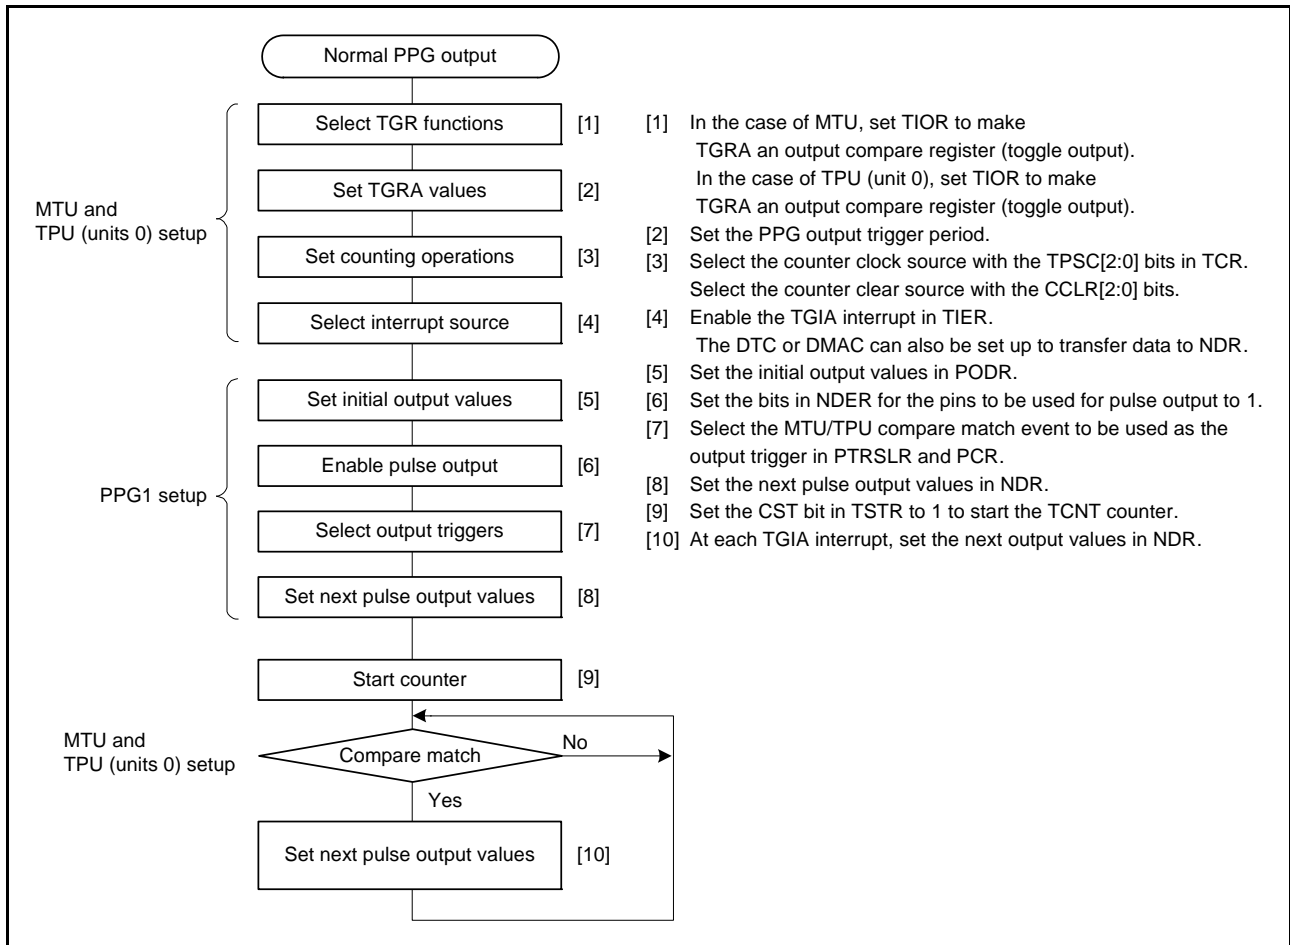 Normal PPG output
Select TGR functions
[1]
Set TGRA values
[2]
MTU and
TPU (units 0) setup
Set counting operations
[3]
Select interrupt source
[4]
Set initial output values
[5]
Enable pulse output
[6]
PPG1 setup
Select output triggers
[7]
Set next pulse output values
[8]
Start counter
[9]
MTU and
TPU (units 0) setup
Compare match
No
Yes
Set next pulse output values
[10]
[1] In the case of MTU, set TIOR to make
TGRA an output compare register (toggle output).
In the case of TPU (unit 0), set TIOR to make
TGRA an output compare register (toggle output).
[2] Set the PPG output trigger period.
[3] Select the counter clock source with the TPSC[2:0] bits in TCR.
Select the counter clear source with the CCLR[2:0] bits.
[4] Enable the TGIA interrupt in TIER.
The DTC or DMAC can also be set up to transfer data to NDR.
[5] Set the initial output values in PODR.
[6] Set the bits in NDER for the pins to be used for pulse output to 1.
[7] Select the MTU/TPU compare match event to be used as the
output trigger in PTRSLR and PCR.
[8] Set the next pulse output values in NDR.
[9] Set the CST bit in TSTR to 1 to start the TCNT counter.
[10] At each TGIA interrupt, set the next output values in NDR.